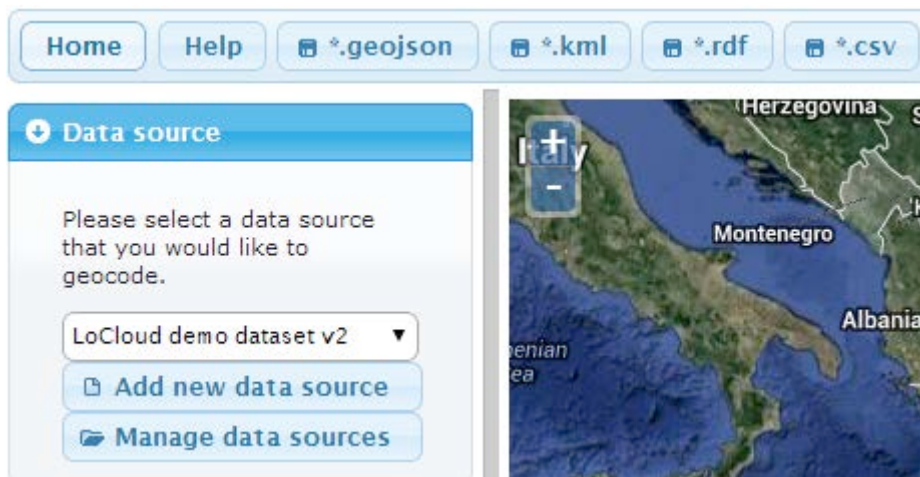 Home Help *.geojson *.kml *.rdf *.csv
Data source
Please select a data source
that you would like to
geocode.
LoCloud demo dataset v2
Add new data source
Manage data sources
Herzegovina
Italy
+
-
Montenegro
Albania